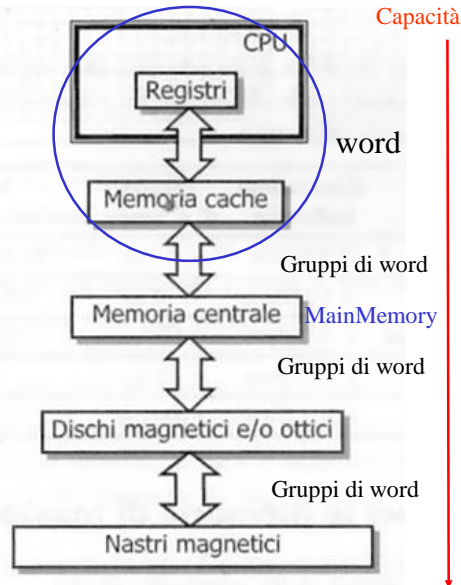 Capacità
CPU
Registri
word
Memoria cache
Gruppi di word
Memoria centrale
MainMemory
Gruppi di word
Dischi magnetici e/o ottici
Gruppi di word
Nastri magnetici